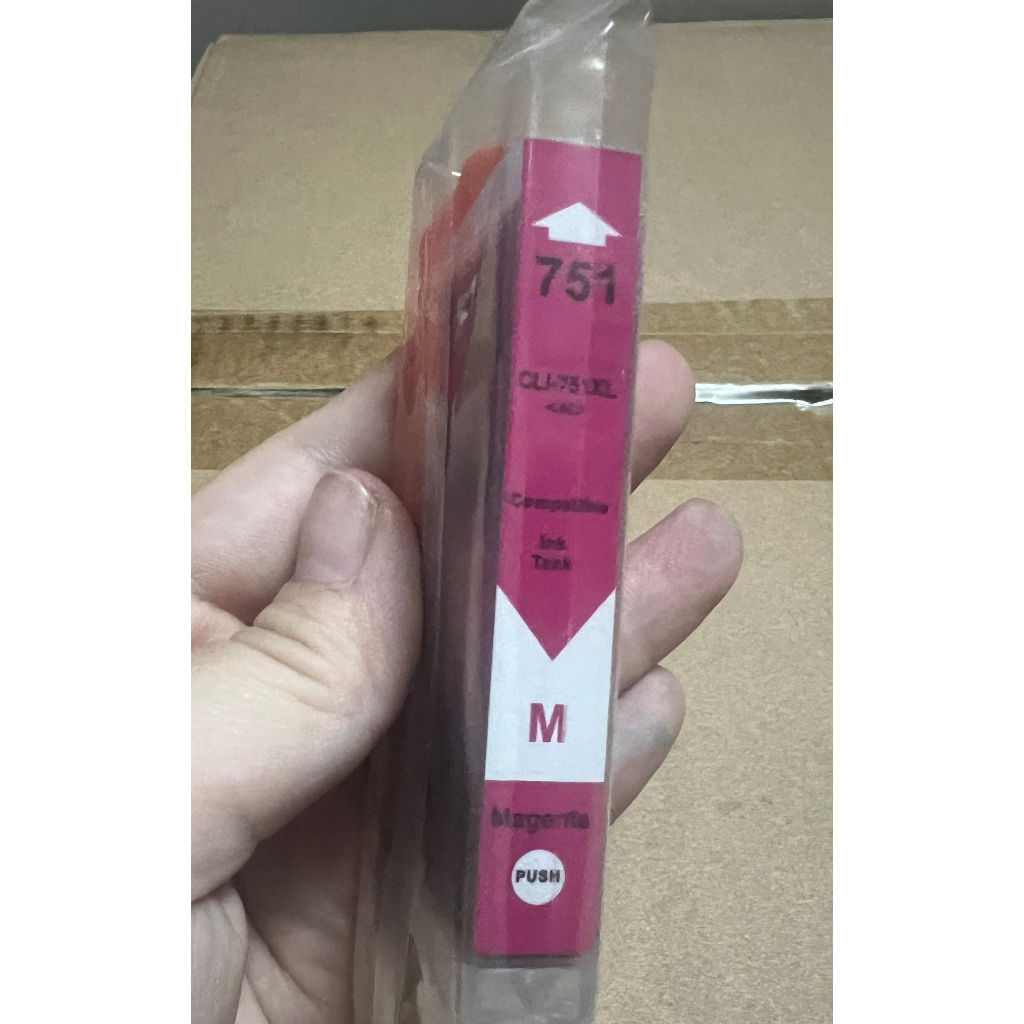 751
CLI-751XL
Compatible
Ink
Tank
M
Magenta
PUSH